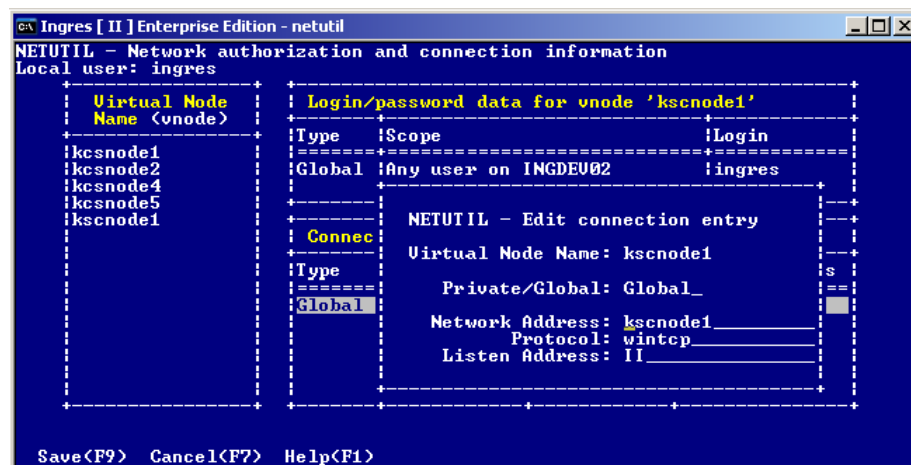 Ingres [ II ] Enterprise Edition - netutil
NETUTIL - Network authorization and connection information
Local user: ingres
Virtual Node
Name (vnode)
kcsnode1
kcsnode2
kcsnode4
kcsnode5
kscnode1
Login/password data for vnode 'kscnode1'
Type Scope Login
Global Any user on INGDEV02 ingres
Connec
Type s
Global
NETUTIL - Edit connection entry
Virtual Node Name: kscnode1
Private/Global: Global_
Network Address: kscnode1
Protocol: wintcp
Listen Address: II
Save(F9) Cancel(F7) Help(F1)